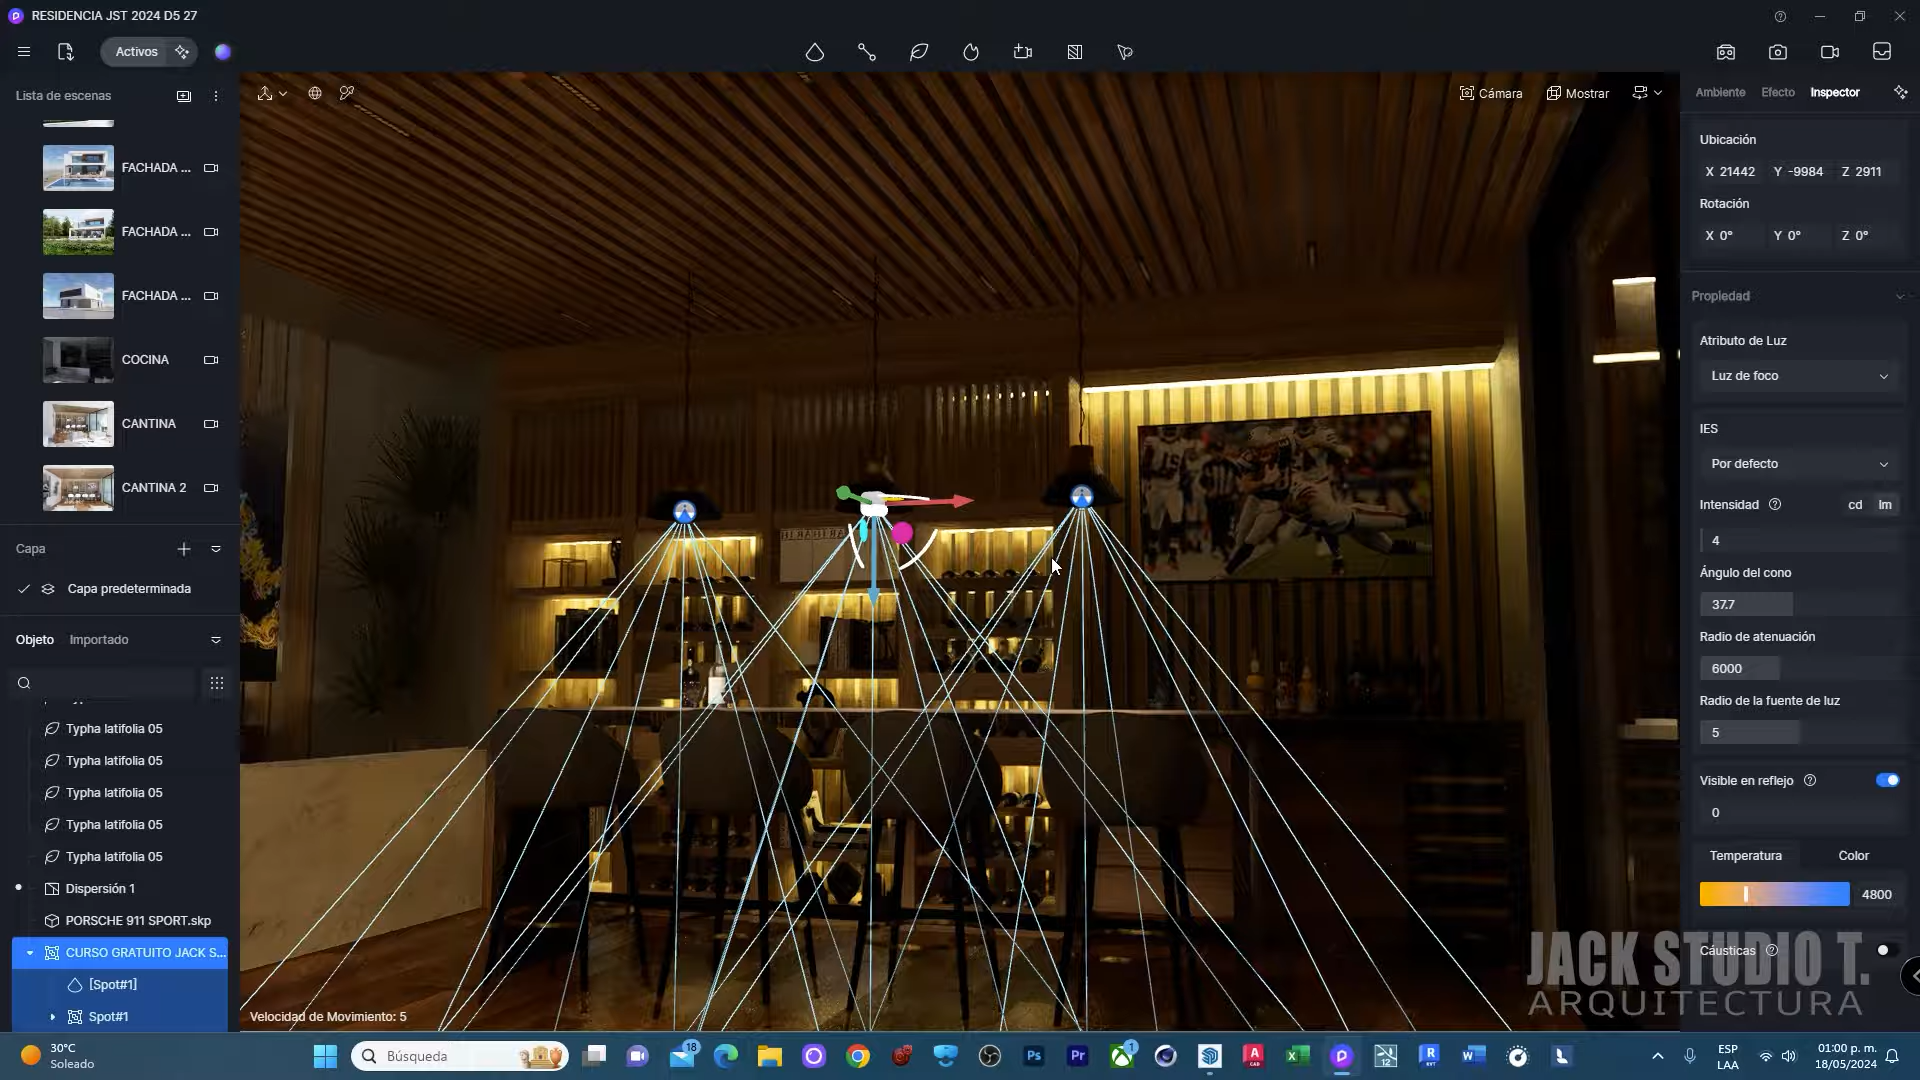 RESIDENCIA JST 2024 D5 27
Activos
Lista de escenas
Cámara
Mostrar
Ambiente Efecto Inspector
FACHADA ...
FACHADA ...
FACHADA ...
COCINA
CANTINA
CANTINA 2
Capa
Capa predeterminada
Objeto Importado
Typha latifolia 05
Typha latifolia 05
Typha latifolia 05
Typha latifolia 05
Typha latifolia 05
Dispersión 1
PORSCHE 911 SPORT.skp
CURSO GRATUITO JACK S...
[Spot#1]
Spot#1
Velocidad de Movimiento: 5
Ubicación
X 21442 Y -9984 Z 2911
Rotación
X 0° Y 0° Z 0°
Propiedad
Atributo de Luz
Luz de foco
IES
Por defecto
Intensidad cd lm
4
Ángulo del cono
37.7
Radio de atenuación
6000
Radio de la fuente de luz
5
Visible en reflejo
0
Temperatura Color
4800
Cáusticas
JACK STUDIO T.
ARQUITECTURA
30°C
Soleado
Búsqueda
18
Ps
Pr
1
12
ESP
LAA
01:00 p. m.
18/05/2024